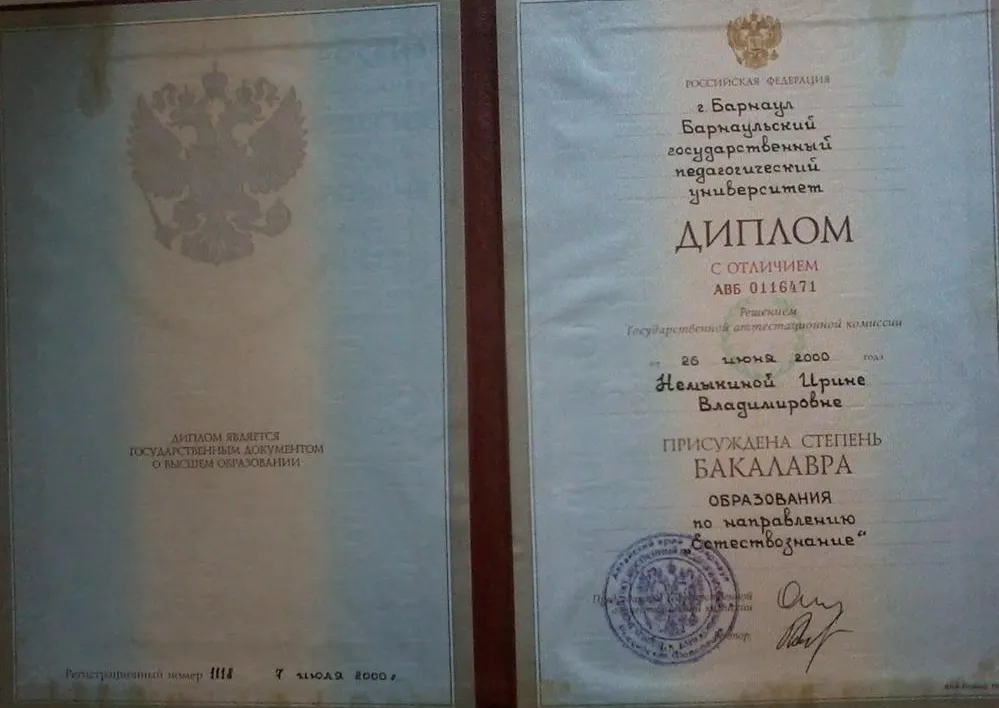 ДИПЛОМ ЯВЛЯЕТСЯ
ГОСУДАРСТВЕННЫМ ДОКУМЕНТОМ
О ВЫСШЕМ ОБРАЗОВАНИИ
Регистрационный номер 1118 7 июля 2000 г
РОССИЙСКАЯ ФЕДЕРАЦИЯ
г. Барнаул
Барнаульский
государственный
педагогический
университет
ДИПЛОМ
С ОТЛИЧИЕМ
АВБ 0116471
Решением
Государственной аттестационной комиссии
от 26 июня 2000 года
Немыкиной Ирине
Владимировне
ПРИСУЖДЕНА СТЕПЕНЬ
БАКАЛАВРА
ОБРАЗОВАНИЯ
по направлению
Естествознание“